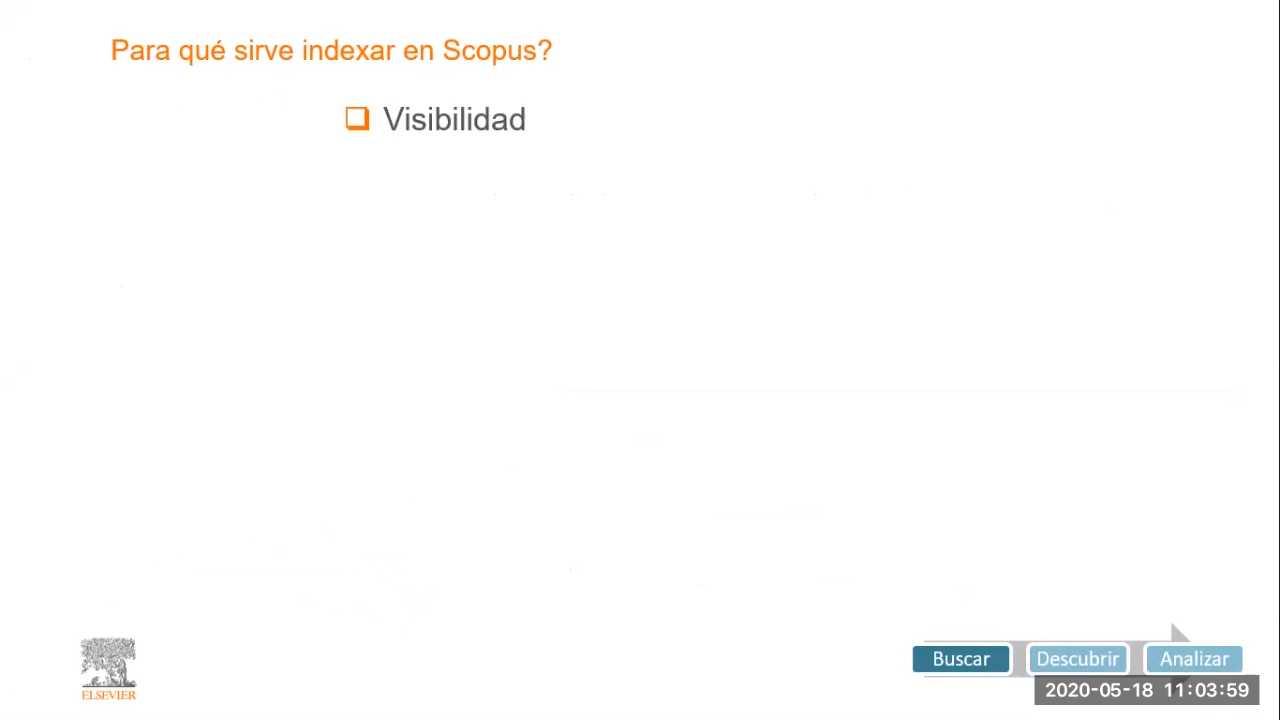 Para qué sirve indexar en Scopus?
❑ Visibilidad
ELSEVIER
Buscar Descubrir Analizar
2020-05-18 11:03:59